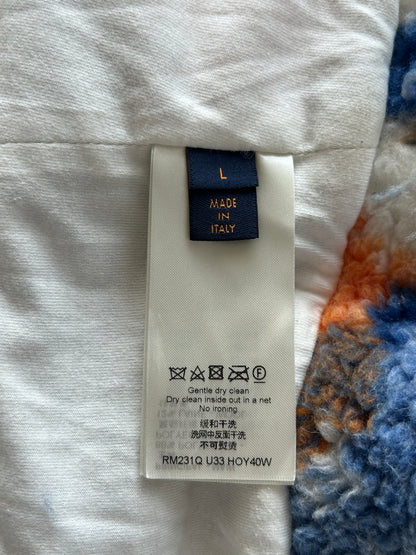 L
MADE
IN
ITALY
Gentle dry clean
Dry clean inside out in a net
No ironing
缓和干洗
洗网中反面干洗
不可熨烫
RM231Q U33 HOY40W